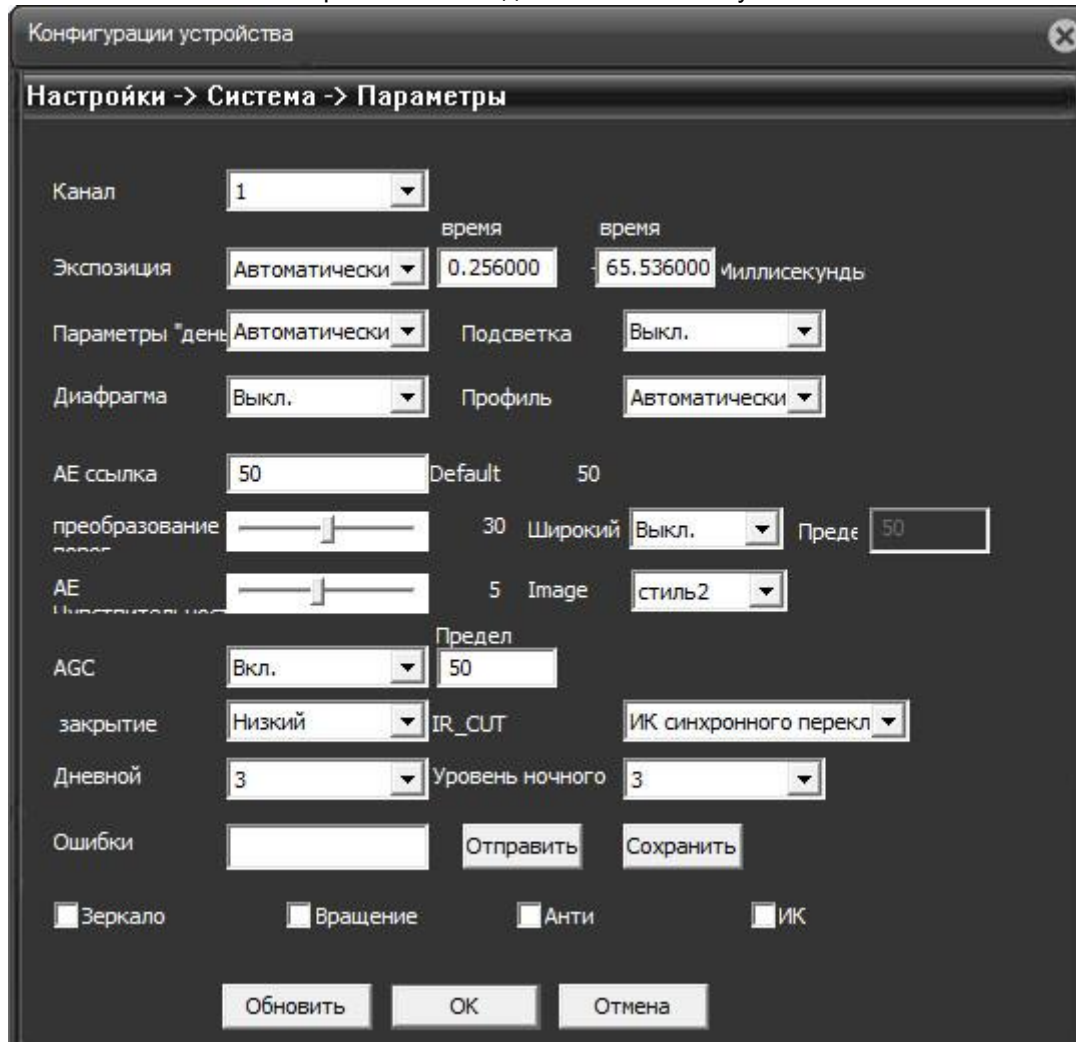 Конфигурации устройства
Настройки -> Система -> Параметры
Канал 1
время время
Экспозиция Автоматически 0.256000 - 65.536000 Миллисекунды
Параметры "день Автоматически Подсветка Выкл.
Диафрагма Выкл. Профиль Автоматически
AE ссылка 50 Default 50
преобразование 30 Широкий Выкл. Преде 50
AE 5 Image стиль2
Чувствительност
Предел
AGC Вкл. 50
закрытие Низкий IR_CUT ИК синхронного перекл
Дневной 3 Уровень ночного 3
Ошибки Отправить Сохранить
Зеркало Вращение Анти ИК
Обновить OK Отмена